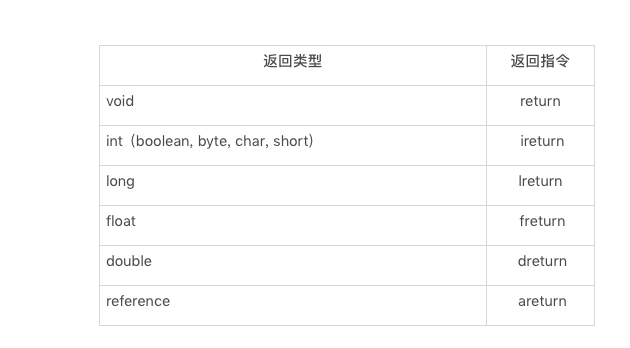 返回类型 返回指令
void return
int（boolean, byte, char, short） ireturn
long lreturn
float freturn
double dreturn
reference areturn